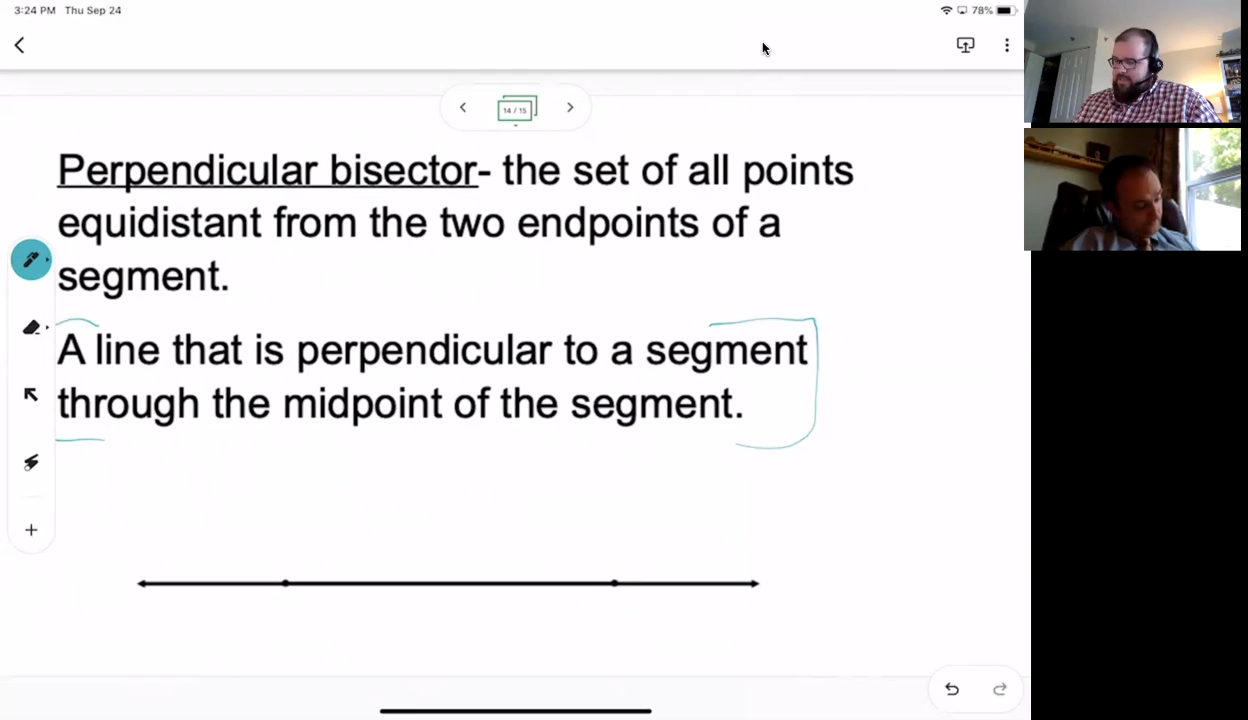 3:24 PM Thu Sep 24
78%
14 / 15
Perpendicular bisector- the set of all points
equidistant from the two endpoints of a
segment.
A line that is perpendicular to a segment
through the midpoint of the segment.